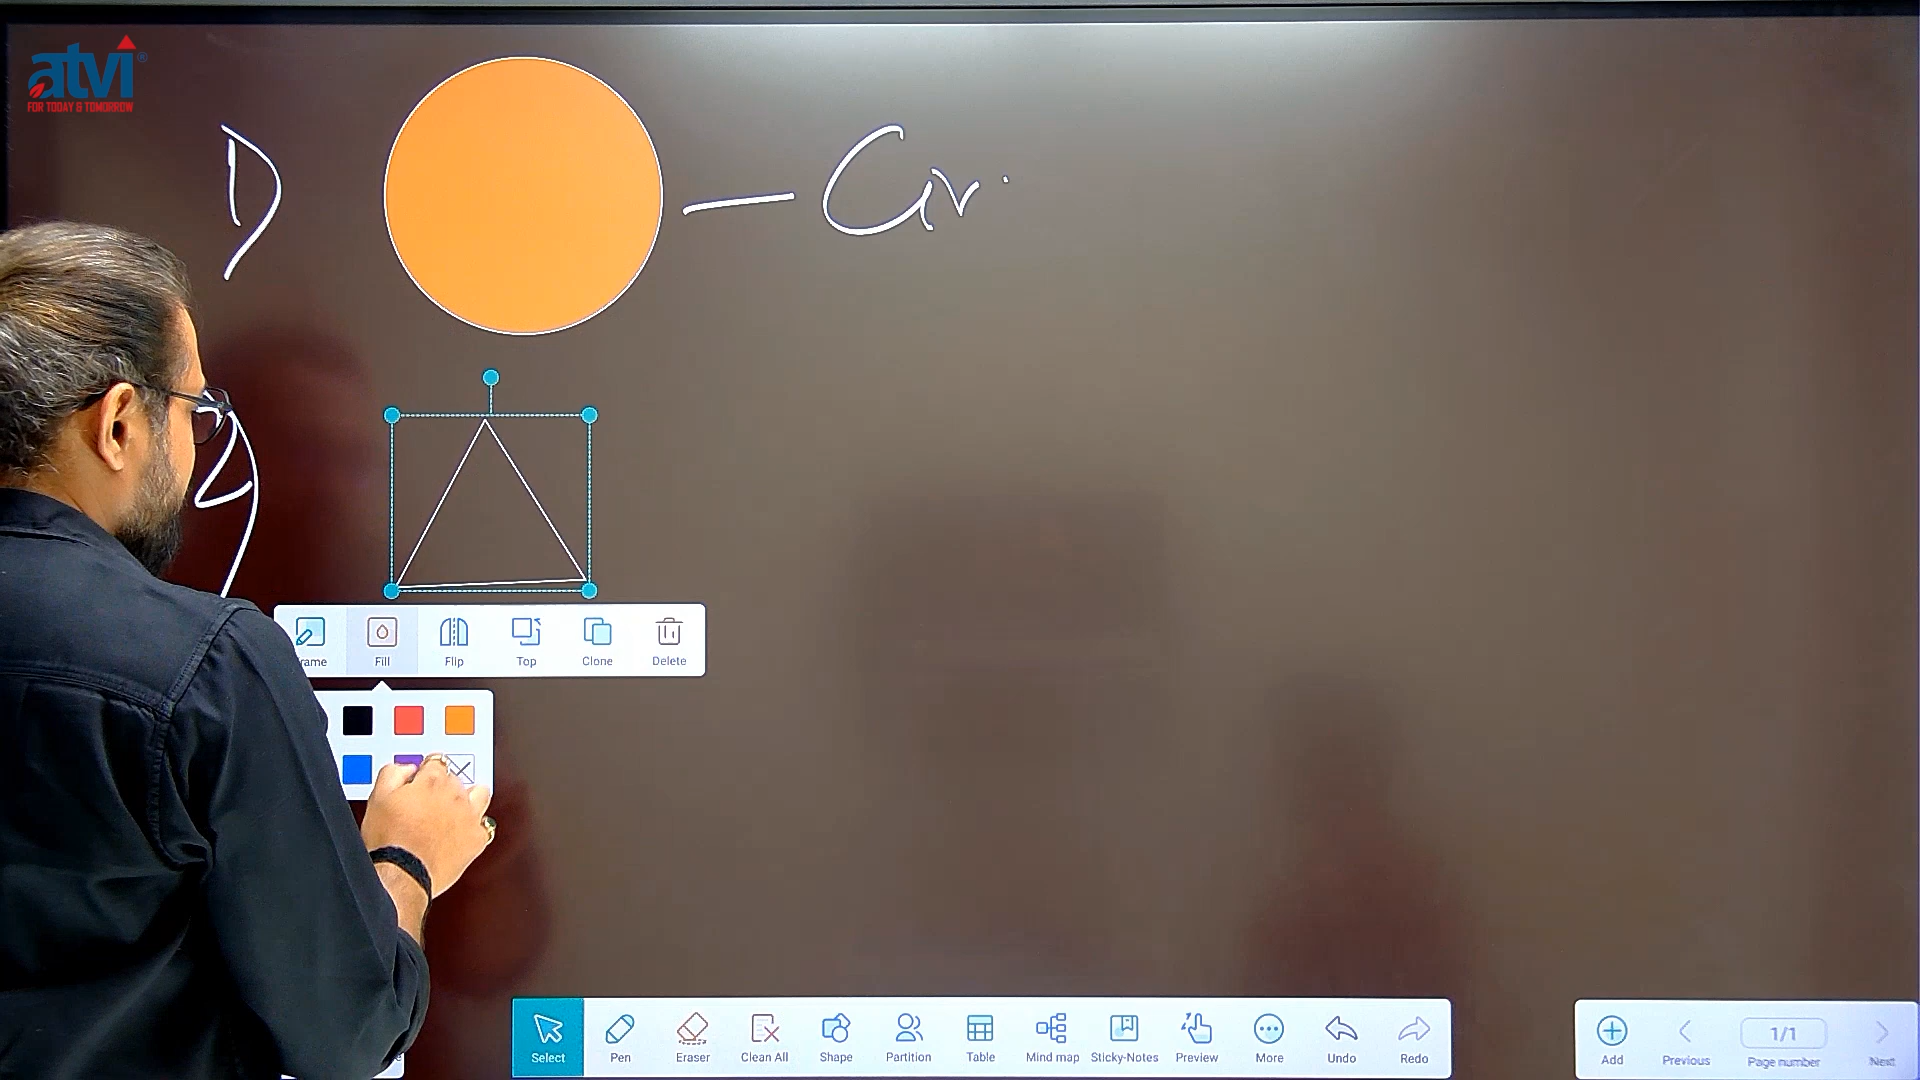 atvi®
FOR TODAY & TOMORROW
1)
— Cir
2)
Fill Flip Top Clone Delete
Select Pen Eraser Clean All Shape Partition Table Mind map Sticky-Notes Preview More Undo Redo
Add Previous 1/1 Page number Next